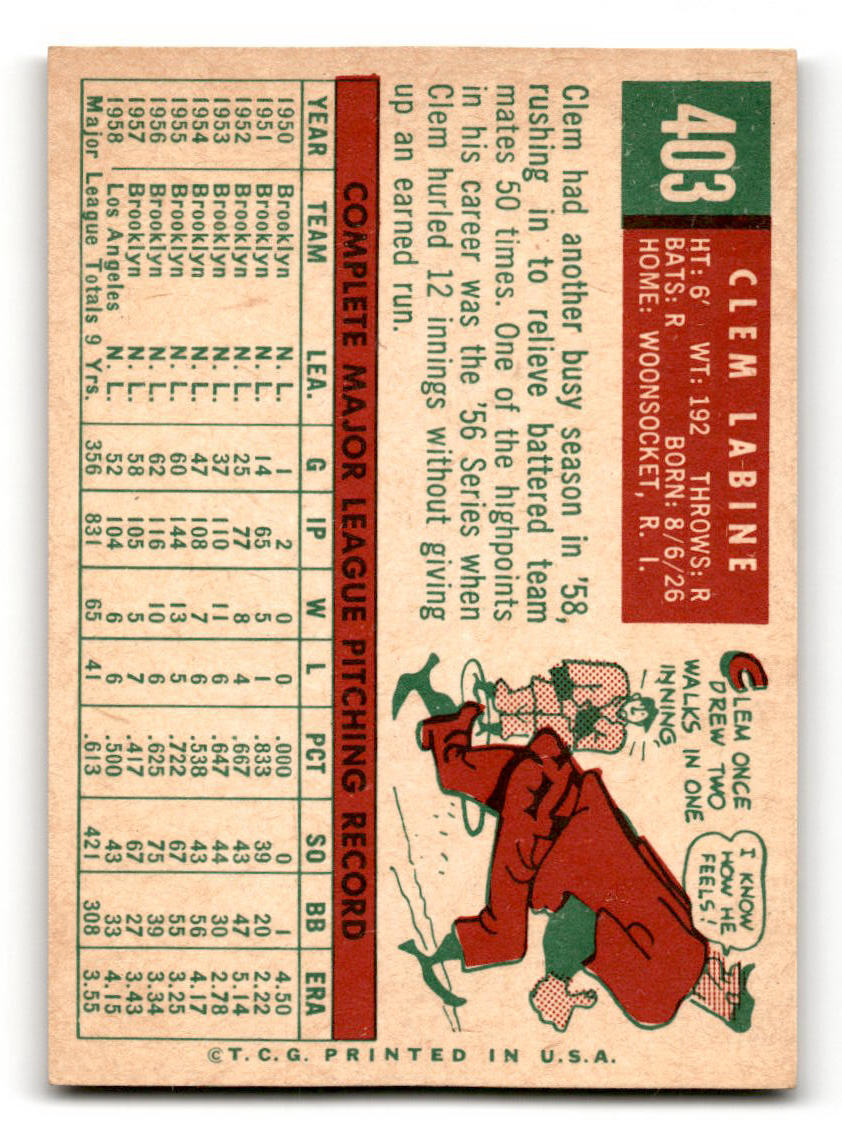 403
CLEM LABINE
HT: 6' WT: 192 THROWS: R
BATS: R BORN: 8/6/26
HOME: WOONSOCKET, R. I.
Clem had another busy season in '58,
rushing in to relieve battered team
mates 50 times. One of the highpoints
in his career was the '56 Series when
Clem hurled 12 innings without giving
up an earned run.
CLEM ONCE
DREW TWO
WALKS IN ONE
INNING
I KNOW
HOW HE
FEELS!
COMPLETE MAJOR LEAGUE PITCHING RECORD
YEAR TEAM LEA. G IP W L PCT SO BB ERA
1950 Brooklyn N. L. 1 2 0 0 .000 0 1 4.50
1951 Brooklyn N. L. 14 65 5 1 .833 39 20 2.22
1952 Brooklyn N. L. 25 77 8 4 .667 43 47 5.14
1953 Brooklyn N. L. 37 110 11 6 .647 44 30 2.78
1954 Brooklyn N. L. 47 108 7 6 .538 43 56 4.17
1955 Brooklyn N. L. 60 144 13 5 .722 67 55 3.25
1956 Brooklyn N. L. 62 116 10 6 .625 75 39 3.34
1957 Brooklyn N. L. 58 105 5 7 .417 67 27 3.43
1958 Los Angeles N. L. 52 104 6 6 .500 43 33 4.15
Major League Totals 9 Yrs. 356 831 65 41 .613 421 308 3.55
©T.C.G. PRINTED IN U.S.A.